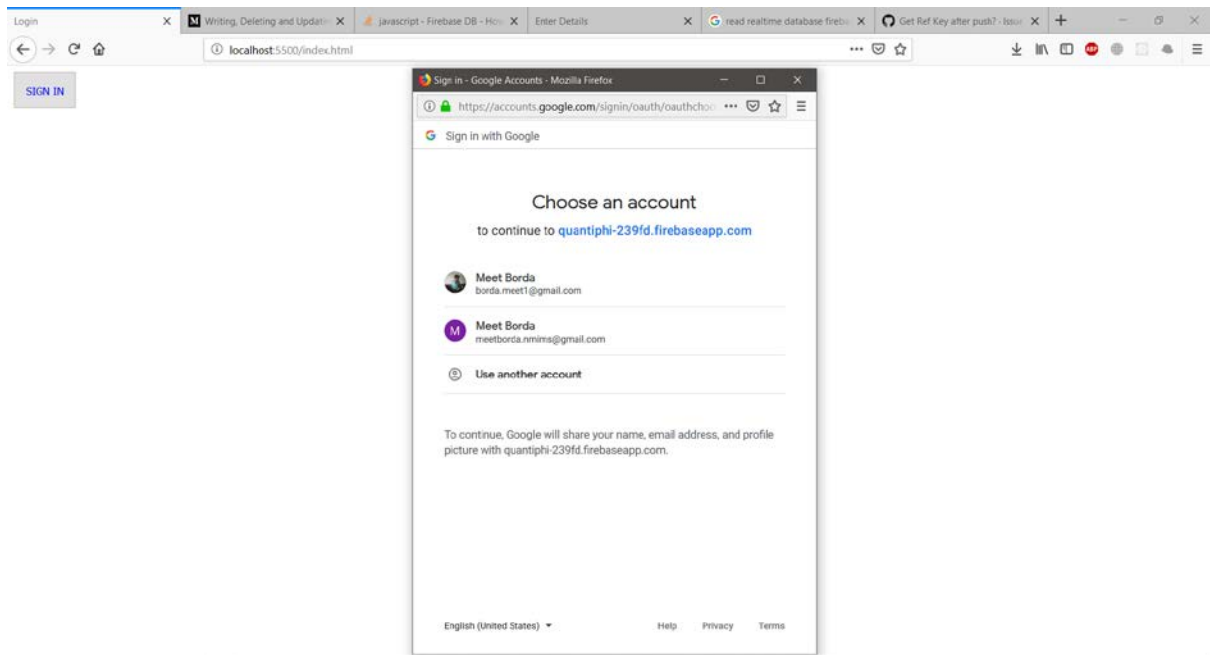 Login
Writing, Deleting and Updatin
javascript - Firebase DB - How
Enter Details
read realtime database fireba
Get Ref Key after push? · Issue
localhost:5500/index.html
SIGN IN
Sign in - Google Accounts - Mozilla Firefox
https://accounts.google.com/signin/oauth/oauthchoo
Sign in with Google
Choose an account
to continue to quantiphi-239fd.firebaseapp.com
Meet Borda
borda.meet1@gmail.com
M
Meet Borda
meetborda.nmims@gmail.com
Use another account
To continue, Google will share your name, email address, and profile
picture with quantiphi-239fd.firebaseapp.com.
English (United States)
Help Privacy Terms